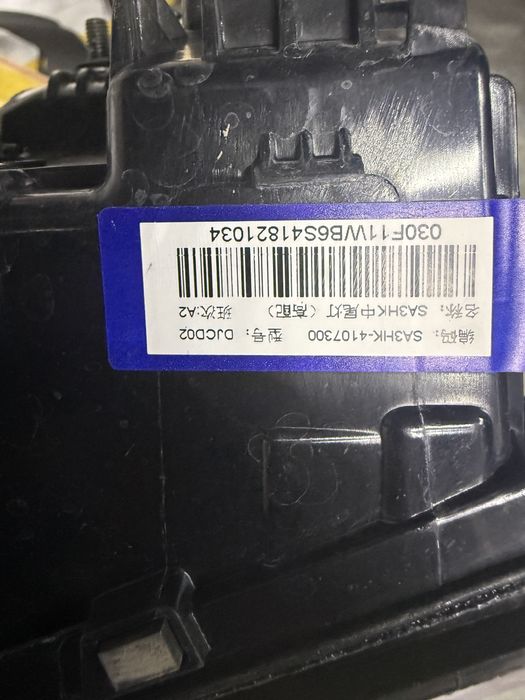 编码: SA3HK-4107300 型号: DJCD02
名称: SA3HK中尾灯（高配） 班次:A2
030F11WB6S41821034